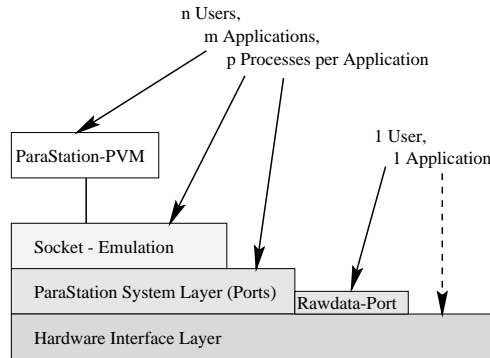 n Users,
m Applications,
p Processes per Application
1 User,
1 Application
ParaStation-PVM
Socket - Emulation
ParaStation System Layer (Ports)
Rawdata-Port
Hardware Interface Layer